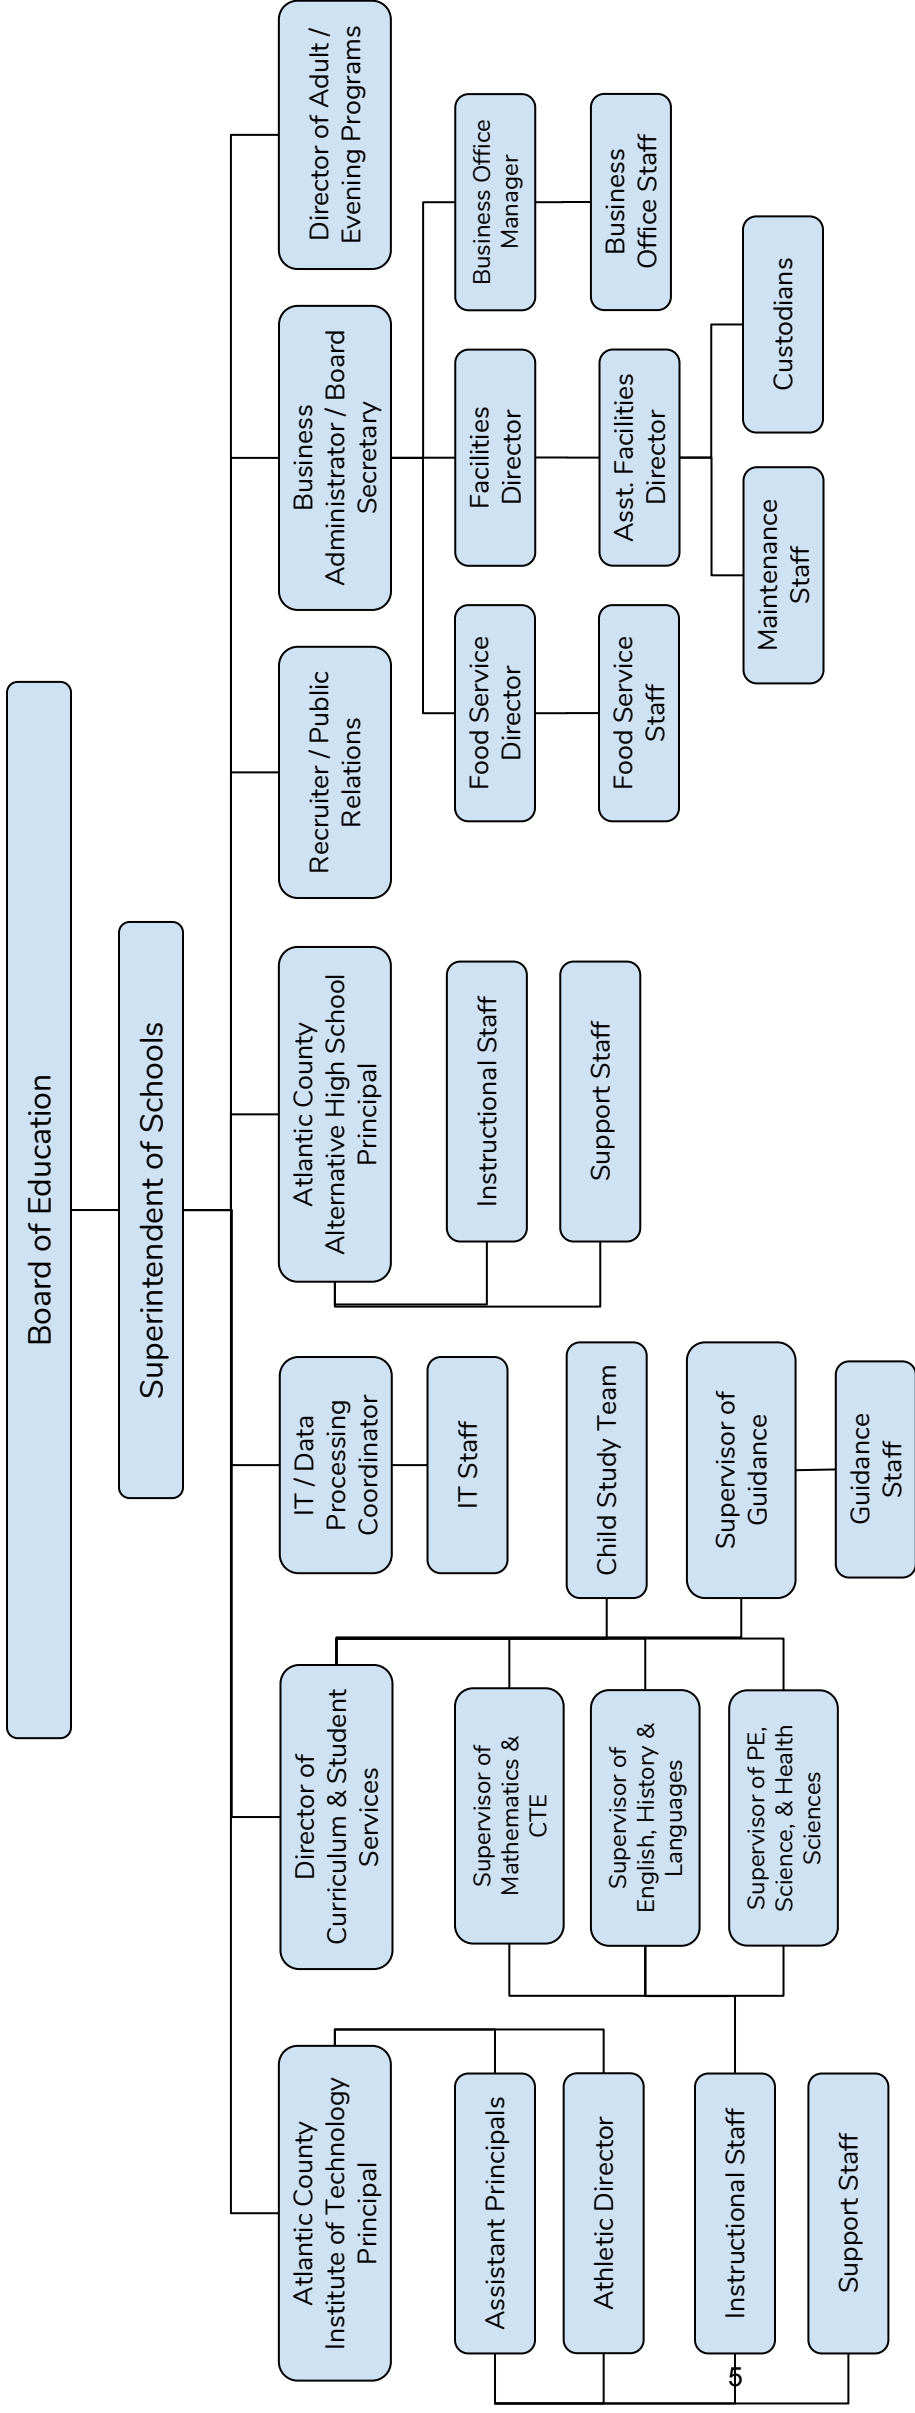 Board of Education
Superintendent of Schools
Atlantic County
Institute of Technology
Principal
Director of
Curriculum & Student
Services
IT / Data
Processing
Coordinator
Atlantic County
Alternative High School
Principal
Recruiter / Public
Relations
Business
Administrator / Board
Secretary
Director of Adult /
Evening Programs
Assistant Principals
Athletic Director
Instructional Staff
Support Staff
Supervisor of
Mathematics &
CTE
Supervisor of
English, History &
Languages
Supervisor of PE,
Science, & Health
Sciences
IT Staff
Child Study Team
Supervisor of
Guidance
Guidance
Staff
Instructional Staff
Support Staff
Food Service
Director
Food Service
Staff
Facilities
Director
Asst. Facilities
Director
Maintenance
Staff
Custodians
Business Office
Manager
Business
Office Staff
5